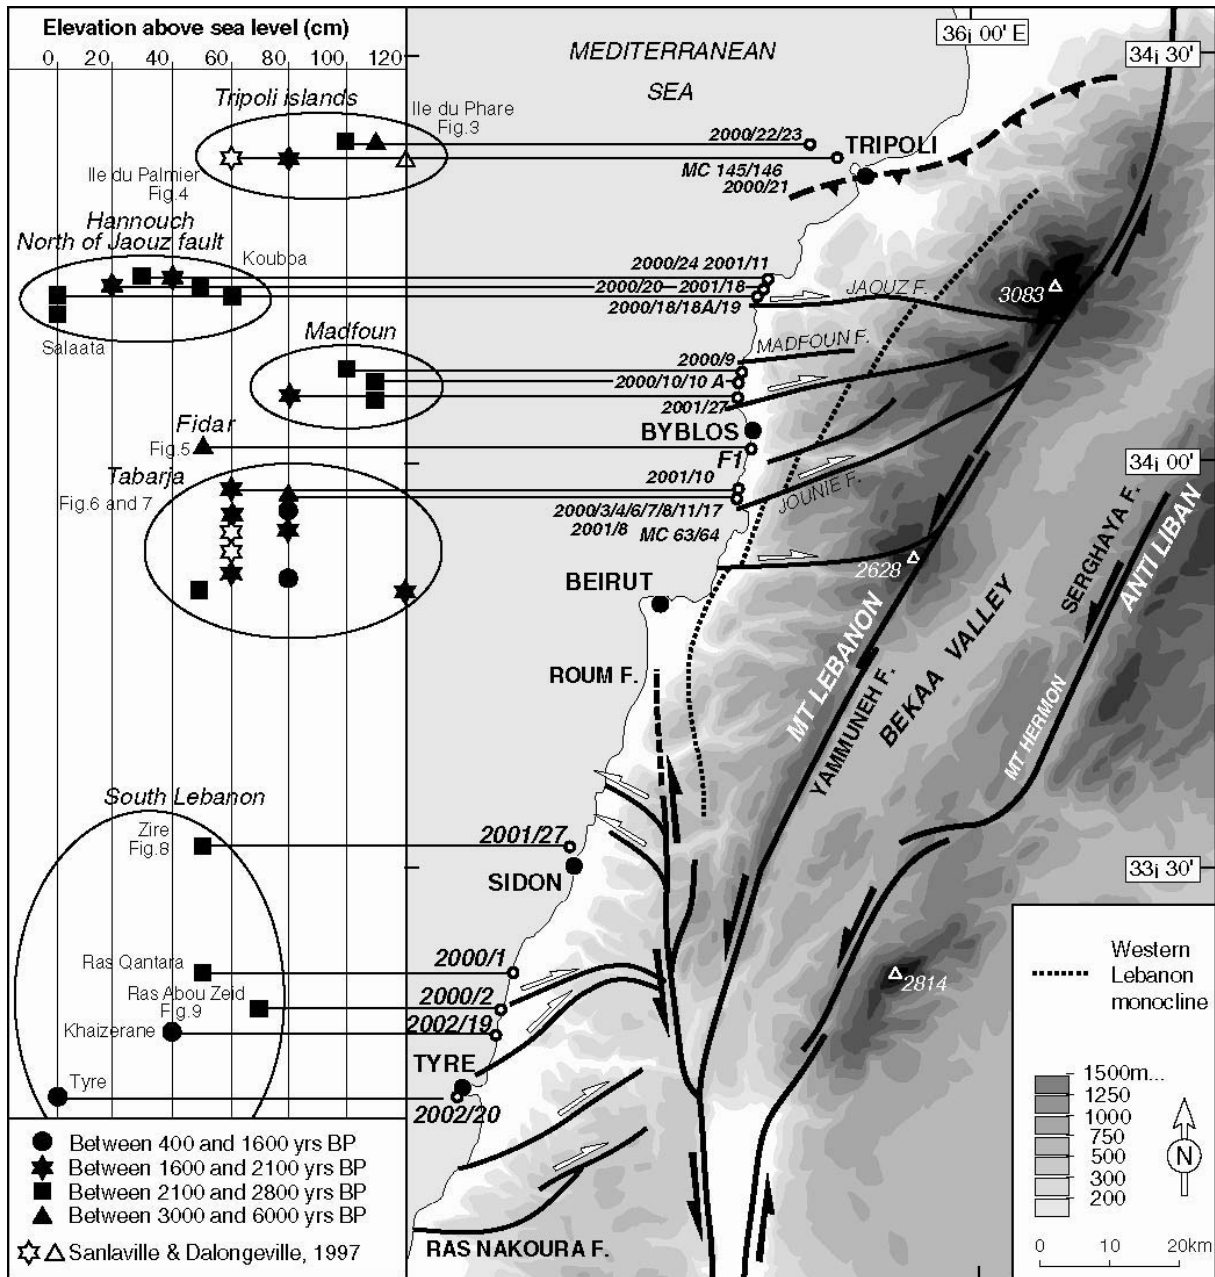 Elevation above sea level (cm)
0 20 40 60 80 100 120
Tripoli islands
Ile du Phare
Fig.3
Ile du Palmier
Fig.4
Hannouch
North of Jaouz fault
Koubba
Salaata
Madfoun
Fidar
Fig.5
Tabarja
Fig.6 and 7
South Lebanon
Zire
Fig.8
Ras Qantara
Ras Abou Zeid
Fig.9
Khaizerane
Tyre
Between 400 and 1600 yrs BP
Between 1600 and 2100 yrs BP
Between 2100 and 2800 yrs BP
Between 3000 and 6000 yrs BP
Sanlaville & Dalongeville, 1997
MEDITERRANEAN
SEA
36¡ 00' E
34¡ 30'
2000/22/23
TRIPOLI
MC 145/146
2000/21
2000/24 2001/11
2000/20 2001/18
2000/18/18A/19
JAOUZ F.
3083
MADFOUN F.
2000/9
2000/10/10 A
2001/27
BYBLOS
F1
34¡ 00'
2001/10
2000/3/4/6/7/8/11/17
2001/8 MC 63/64
JOUNIE F.
2628
BEIRUT
ROUM F.
MT LEBANON
YAMMUNEH F.
BEKAA VALLEY
SERGHAYA F.
ANTI LIBAN
MT HERMON
2001/27
SIDON
33¡ 30'
2000/1
2000/2
2002/19
TYRE
2002/20
2814
RAS NAKOURA F.
Western
Lebanon
monocline
1500m...
1250
1000
750
500
300
200
N
0 10 20km